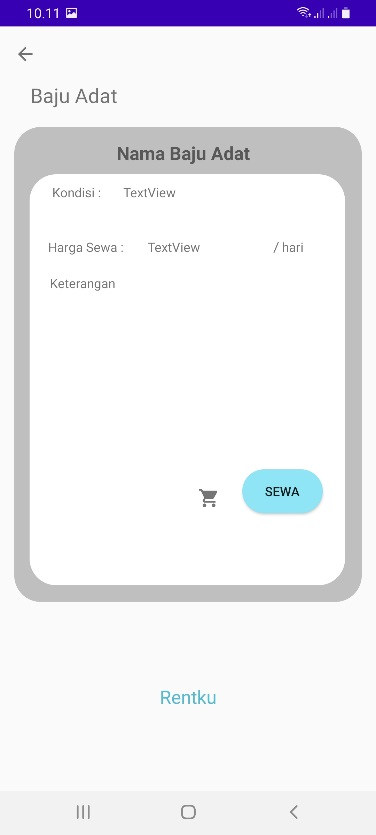 10.11
Baju Adat
Nama Baju Adat
Kondisi : TextView
Harga Sewa : TextView / hari
Keterangan
SEWA
Rentku